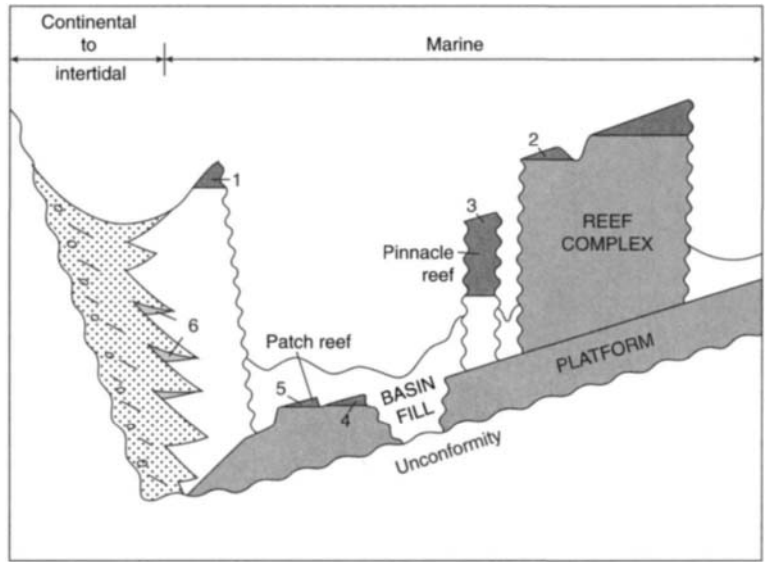 Continental
to
intertidal
Marine
1
2
3
Pinnacle
reef
REEF
COMPLEX
6
Patch reef
5
4
BASIN
FILL
PLATFORM
Unconformity